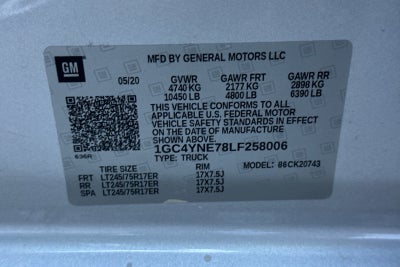 GM
MFD BY GENERAL MOTORS LLC
05/20 GVWR GAWR FRT GAWR RR
4740 KG 2177 KG 2898 KG
10450 LB 4800 LB 6390 LB
THIS VEHICLE CONFORMS TO ALL
APPLICABLE U.S. FEDERAL MOTOR
VEHICLE SAFETY STANDARDS IN EFFECT
ON THE DATE OF MANUFACTURE
SHOWN ABOVE.
636R 1GC4YNE78LF258006
TYPE: TRUCK MODEL: 86CK20743
TIRE SIZE RIM
FRT LT245/75R17ER 17X7.5J
RR LT245/75R17ER 17X7.5J
SPA LT245/75R17ER 17X7.5J